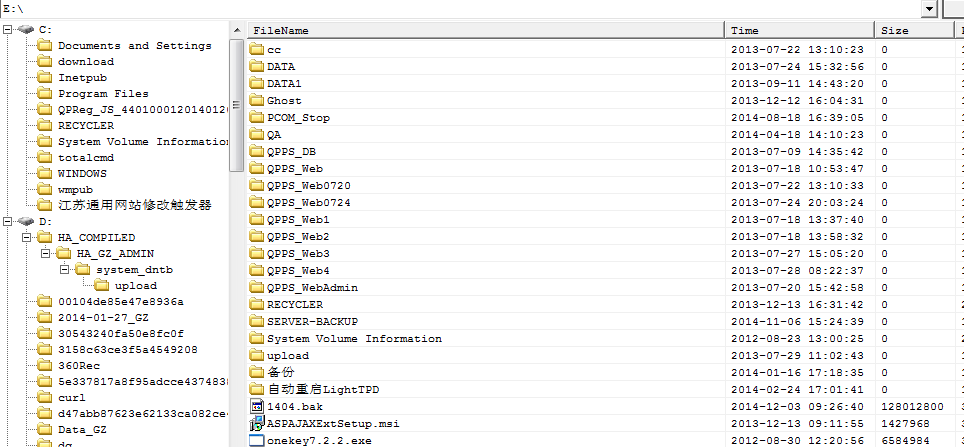 E:\
C:
Documents and Settings
download
Inetpub
Program Files
QPReg_JS_4401000120140126
RECYCLER
System Volume Information
totalcmd
WINDOWS
wmpub
江苏通用网站修改触发器
D:
HA_COMPILED
HA_GZ_ADMIN
system_dntb
upload
00104de85e47e8936a
2014-01-27_GZ
30543240fa50e8fc0f
3158c63ce3f5a4549208
360Rec
5e337817a8f95adcce4374838
curl
d47abb87623e62133ca082ce
Data_GZ
dg
FileName Time Size
cc 2013-07-22 13:10:23 0
DATA 2013-07-24 15:32:56 0
DATA1 2013-09-11 14:43:20 0
Ghost 2013-12-12 16:04:31 0
PCOM_Stop 2014-08-18 16:39:05 0
QA 2014-04-18 14:10:23 0
QPPS_DB 2013-07-09 14:35:42 0
QPPS_Web 2013-07-18 10:53:47 0
QPPS_Web0720 2013-07-22 13:10:33 0
QPPS_Web0724 2013-07-24 20:03:24 0
QPPS_Web1 2013-07-18 13:37:40 0
QPPS_Web2 2013-07-18 13:58:32 0
QPPS_Web3 2013-07-27 15:05:20 0
QPPS_Web4 2013-07-28 08:22:37 0
QPPS_WebAdmin 2013-07-20 15:42:58 0
RECYCLER 2013-12-13 16:31:42 0
SERVER-BACKUP 2014-11-06 15:24:39 0
System Volume Information 2012-08-23 13:00:25 0
upload 2013-07-29 11:02:43 0
备份 2014-01-16 17:18:35 0
自动重启LightTPD 2014-02-24 17:01:41 0
1404.bak 2014-12-03 09:26:40 128012800
ASPAJAXExtSetup.msi 2013-12-13 09:11:55 1427968
onekey7.2.2.exe 2012-08-30 12:20:56 6584984